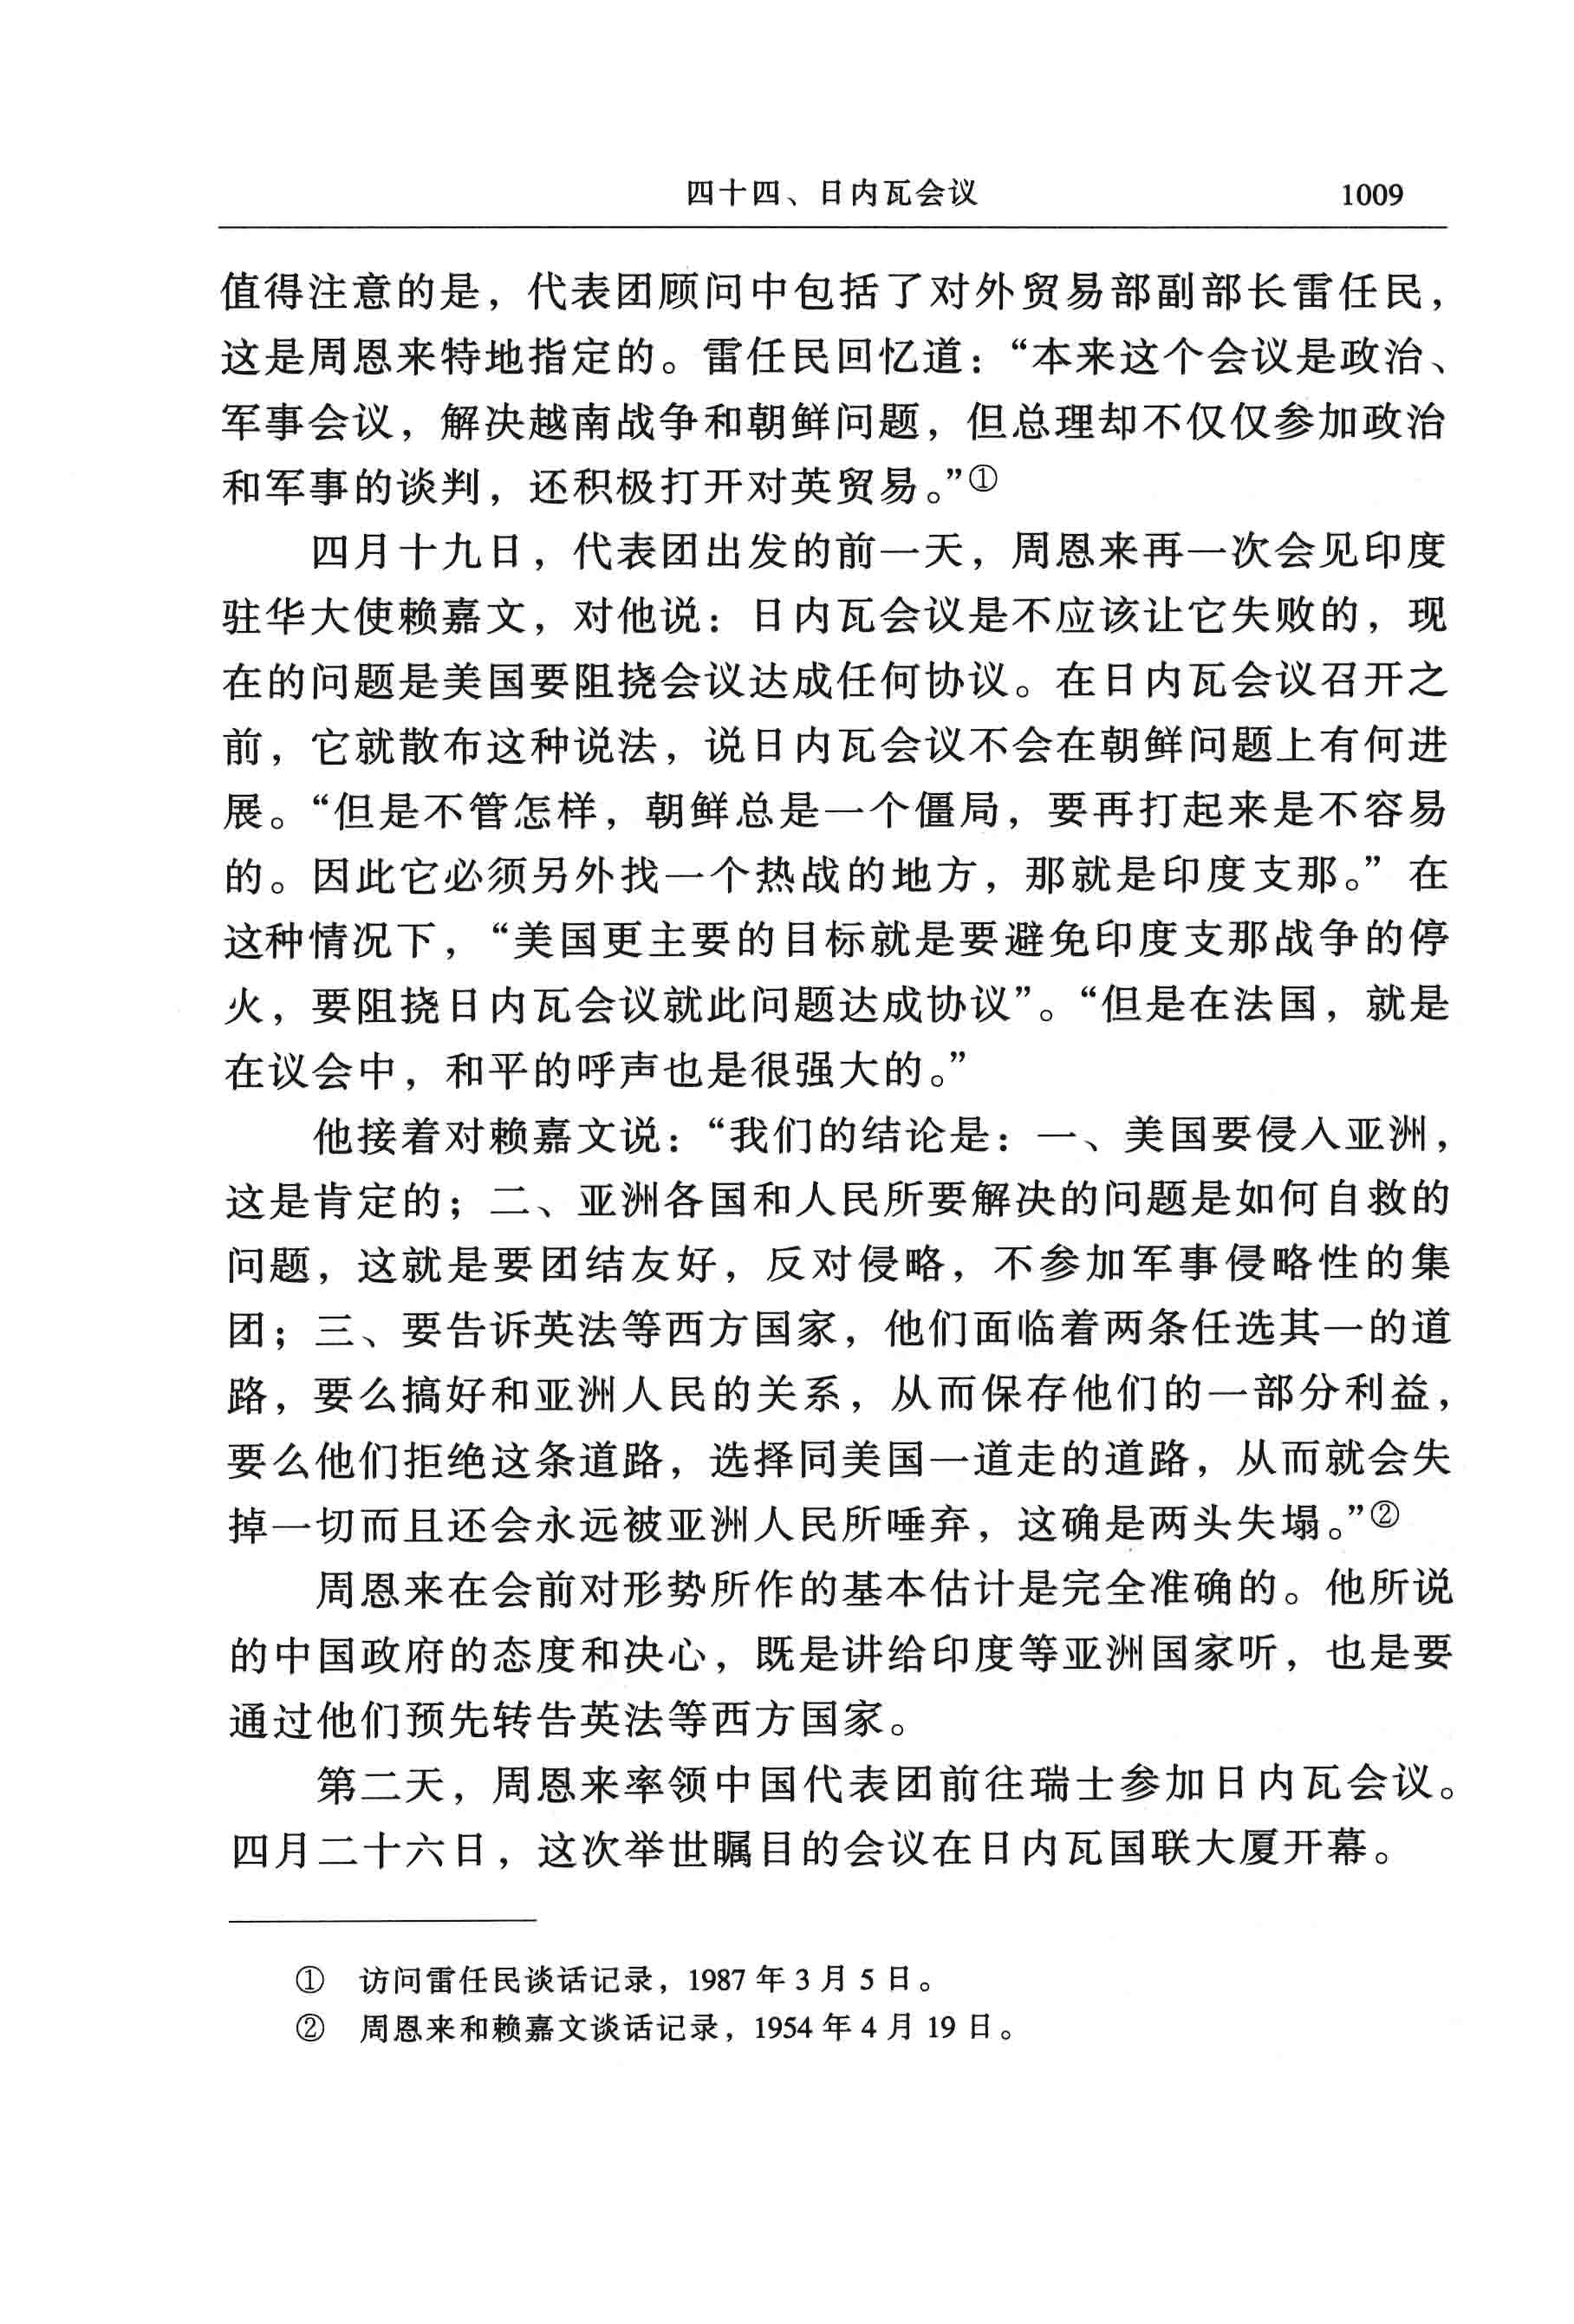 四十四、日内瓦会议 1009
值得注意的是，代表团顾问中包括了对外贸易部副部长雷任民，
这是周恩来特地指定的。雷任民回忆道：“本来这个会议是政治、
军事会议，解决越南战争和朝鲜问题，但总理却不仅仅参加政治
和军事的谈判，还积极打开对英贸易。”①
四月十九日，代表团出发的前一天，周恩来再一次会见印度
驻华大使赖嘉文，对他说：日内瓦会议是不应该让它失败的，现
在的问题是美国要阻挠会议达成任何协议。在日内瓦会议召开之
前，它就散布这种说法，说日内瓦会议不会在朝鲜问题上有何进
展。“但是不管怎样，朝鲜总是一个僵局，要再打起来是不容易
的。因此它必须另外找一个热战的地方，那就是印度支那。”在
这种情况下，“美国更主要的目标就是要避免印度支那战争的停
火，要阻挠日内瓦会议就此问题达成协议”。“但是在法国，就是
在议会中，和平的呼声也是很强大的。”
他接着对赖嘉文说：“我们的结论是：一、美国要侵入亚洲，
这是肯定的；二、亚洲各国和人民所要解决的问题是如何自救的
问题，这就是要团结友好，反对侵略，不参加军事侵略性的集
团；三、要告诉英法等西方国家，他们面临着两条任选其一的道
路，要么搞好和亚洲人民的关系，从而保存他们的一部分利益，
要么他们拒绝这条道路，选择同美国一道走的道路，从而就会失
掉一切而且还会永远被亚洲人民所唾弃，这确是两头失塌。”②
周恩来在会前对形势所作的基本估计是完全准确的。他所说
的中国政府的态度和决心，既是讲给印度等亚洲国家听，也是要
通过他们预先转告英法等西方国家。
第二天，周恩来率领中国代表团前往瑞士参加日内瓦会议。
四月二十六日，这次举世瞩目的会议在日内瓦国联大厦开幕。
① 访问雷任民谈话记录，1987 年 3 月 5 日。
② 周恩来和赖嘉文谈话记录，1954 年 4 月 19 日。